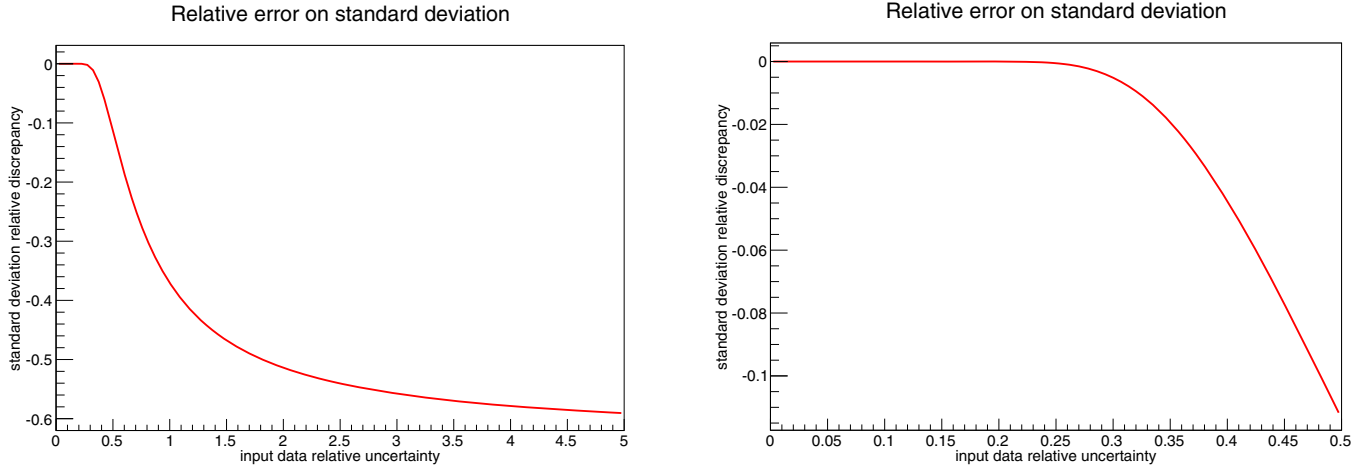 Relative error on standard deviation
standard deviation relative discrepancy
0
-0.1
-0.2
-0.3
-0.4
-0.5
-0.6
0 0.5 1 1.5 2 2.5 3 3.5 4 4.5 5
input data relative uncertainty
Relative error on standard deviation
standard deviation relative discrepancy
0
-0.02
-0.04
-0.06
-0.08
-0.1
0 0.05 0.1 0.15 0.2 0.25 0.3 0.35 0.4 0.45 0.5
input data relative uncertainty